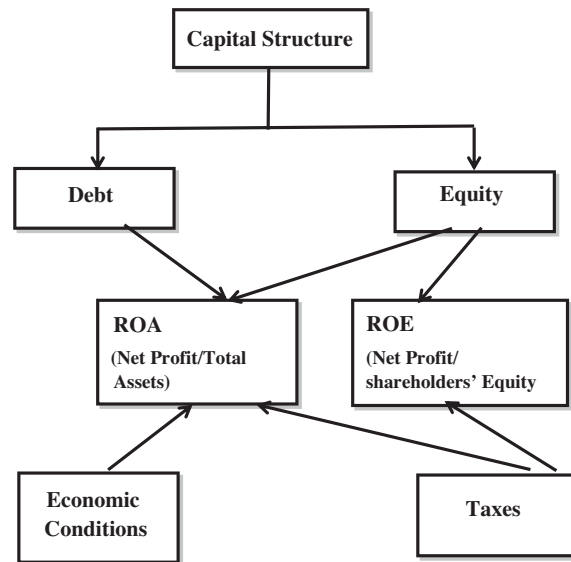 Capital Structure
Debt
Equity
ROA
(Net Profit/Total
Assets)
ROE
(Net Profit/
shareholders’ Equity
Economic
Conditions
Taxes